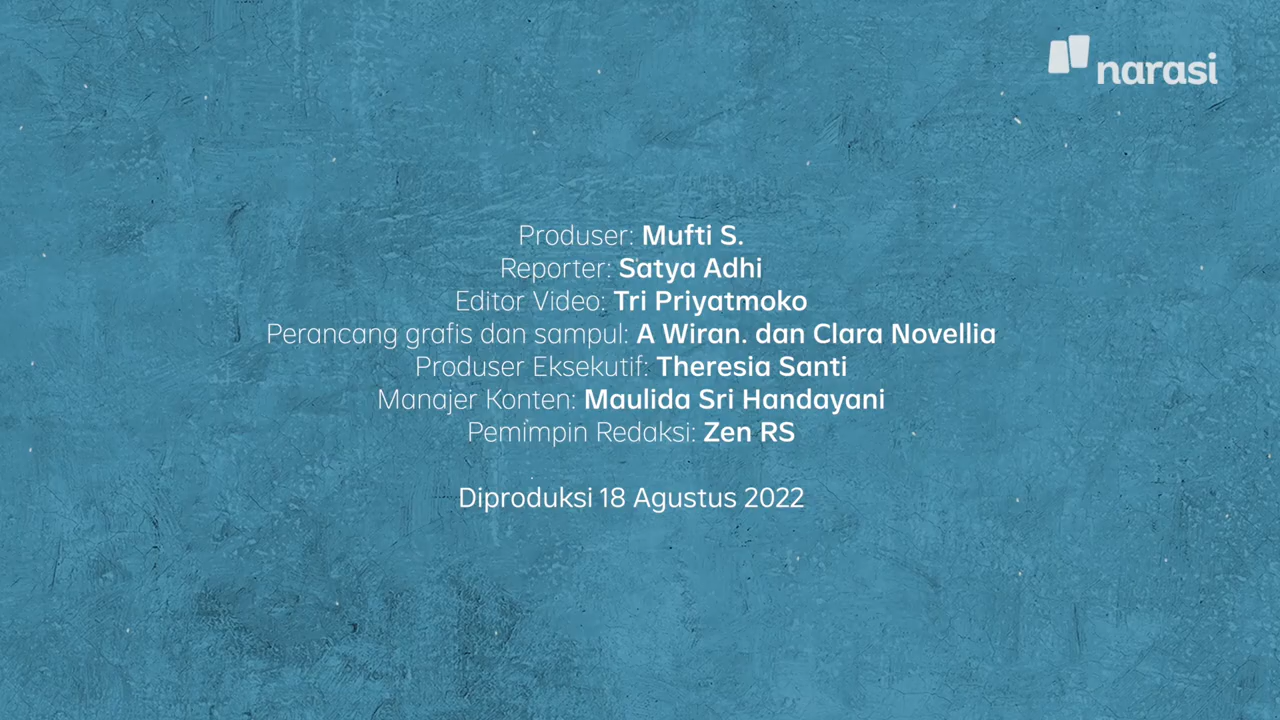 narasi
Produser: Mufti S.
Reporter: Satya Adhi
Editor Video: Tri Priyatmoko
Perancang grafis dan sampul: A Wiran. dan Clara Novellia
Produser Eksekutif: Theresia Santi
Manajer Konten: Maulida Sri Handayani
Pemimpin Redaksi: Zen RS
Diproduksi 18 Agustus 2022